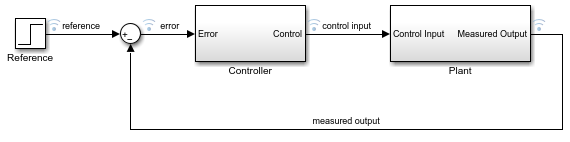 reference
error
control input
+
−
Error
Control
Control Input
Measured Output
Reference
Controller
Plant
measured output